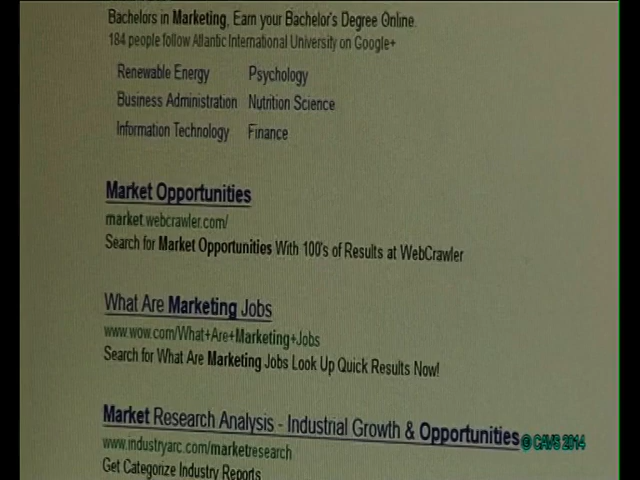 Bachelors in Marketing, Earn your Bachelor's Degree Online.
184 people follow Atlantic International University on Google+
Renewable Energy Psychology
Business Administration Nutrition Science
Information Technology Finance
Market Opportunities
market.webcrawler.com/
Search for Market Opportunities With 100's of Results at WebCrawler
What Are Marketing Jobs
www.wow.com/What+Are+Marketing+Jobs
Search for What Are Marketing Jobs Look Up Quick Results Now!
Market Research Analysis - Industrial Growth & Opportunities
www.industryarc.com/marketresearch
Get Categorize Industry Reports